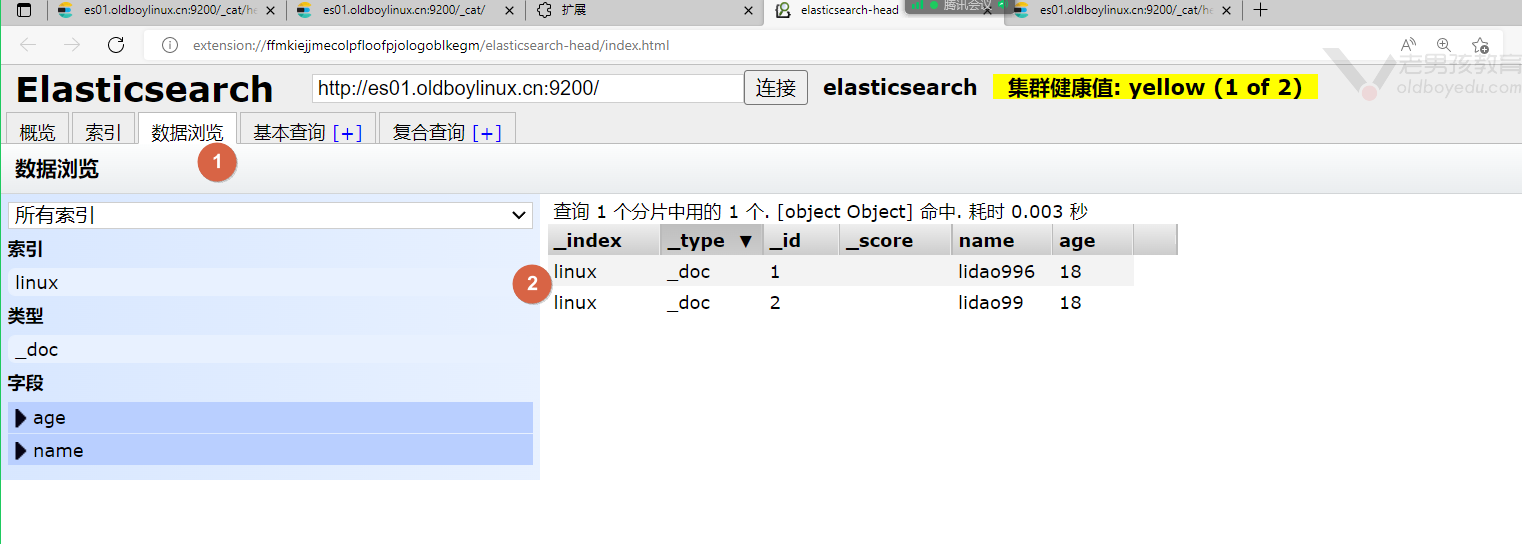 es01.oldboylinux.cn:9200/_cat/he es01.oldboylinux.cn:9200/_cat/ 扩展 elasticsearch-head 腾讯会议 es01.oldboylinux.cn:9200/_cat/he
extension://ffmkiejjmecolpfloofpjologoblkegm/elasticsearch-head/index.html
老男孩教育
oldboyedu.com
Elasticsearch http://es01.oldboylinux.cn:9200/ 连接 elasticsearch 集群健康值: yellow (1 of 2)
概览 索引 数据浏览 基本查询 [+] 复合查询 [+]
1
数据浏览
所有索引
索引
linux
类型
_doc
字段
age
name
查询 1 个分片中用的 1 个. [object Object] 命中. 耗时 0.003 秒
_index _type ▼ _id _score name age
2
linux _doc 1 lidao996 18
linux _doc 2 lidao99 18